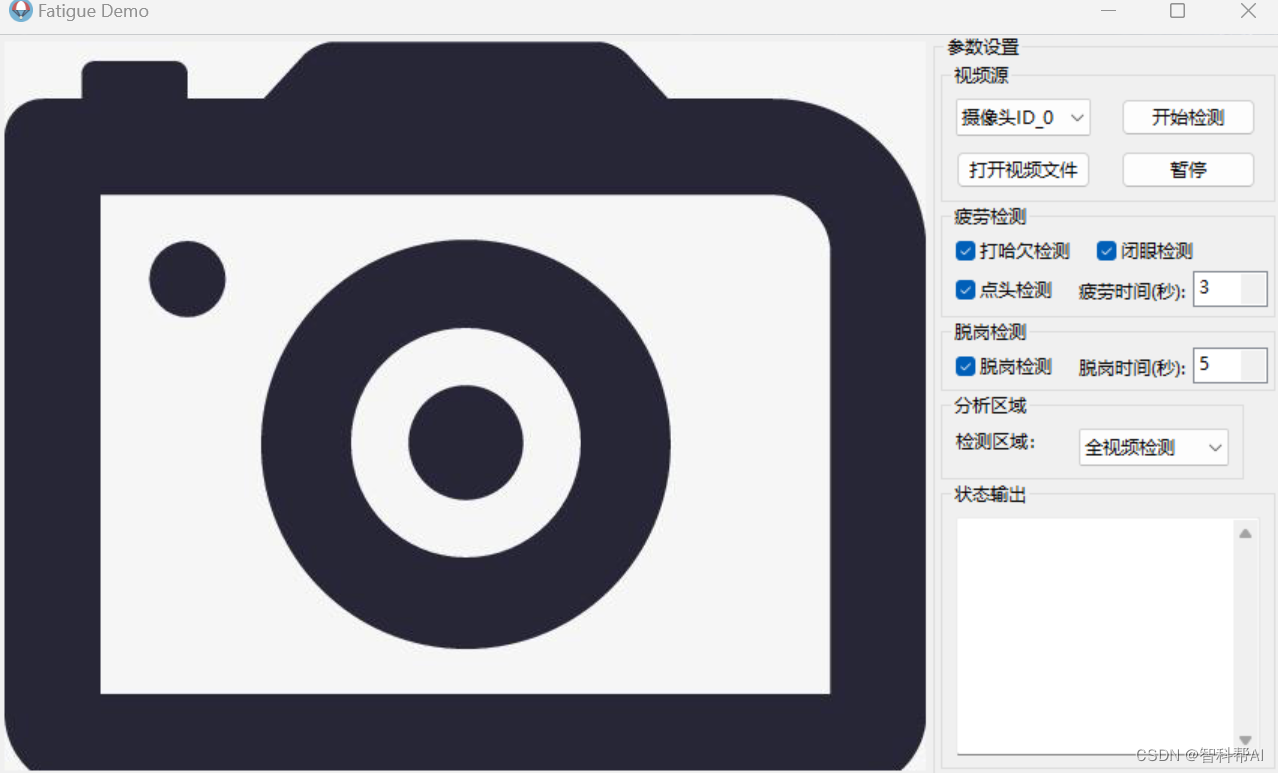 Fatigue Demo
参数设置
视频源
摄像头ID_0 开始检测
打开视频文件 暂停
疲劳检测
打哈欠检测 闭眼检测
点头检测 疲劳时间(秒): 3
脱岗检测
脱岗检测 脱岗时间(秒): 5
分析区域
检测区域: 全视频检测
状态输出
CSDN @智科帮AI